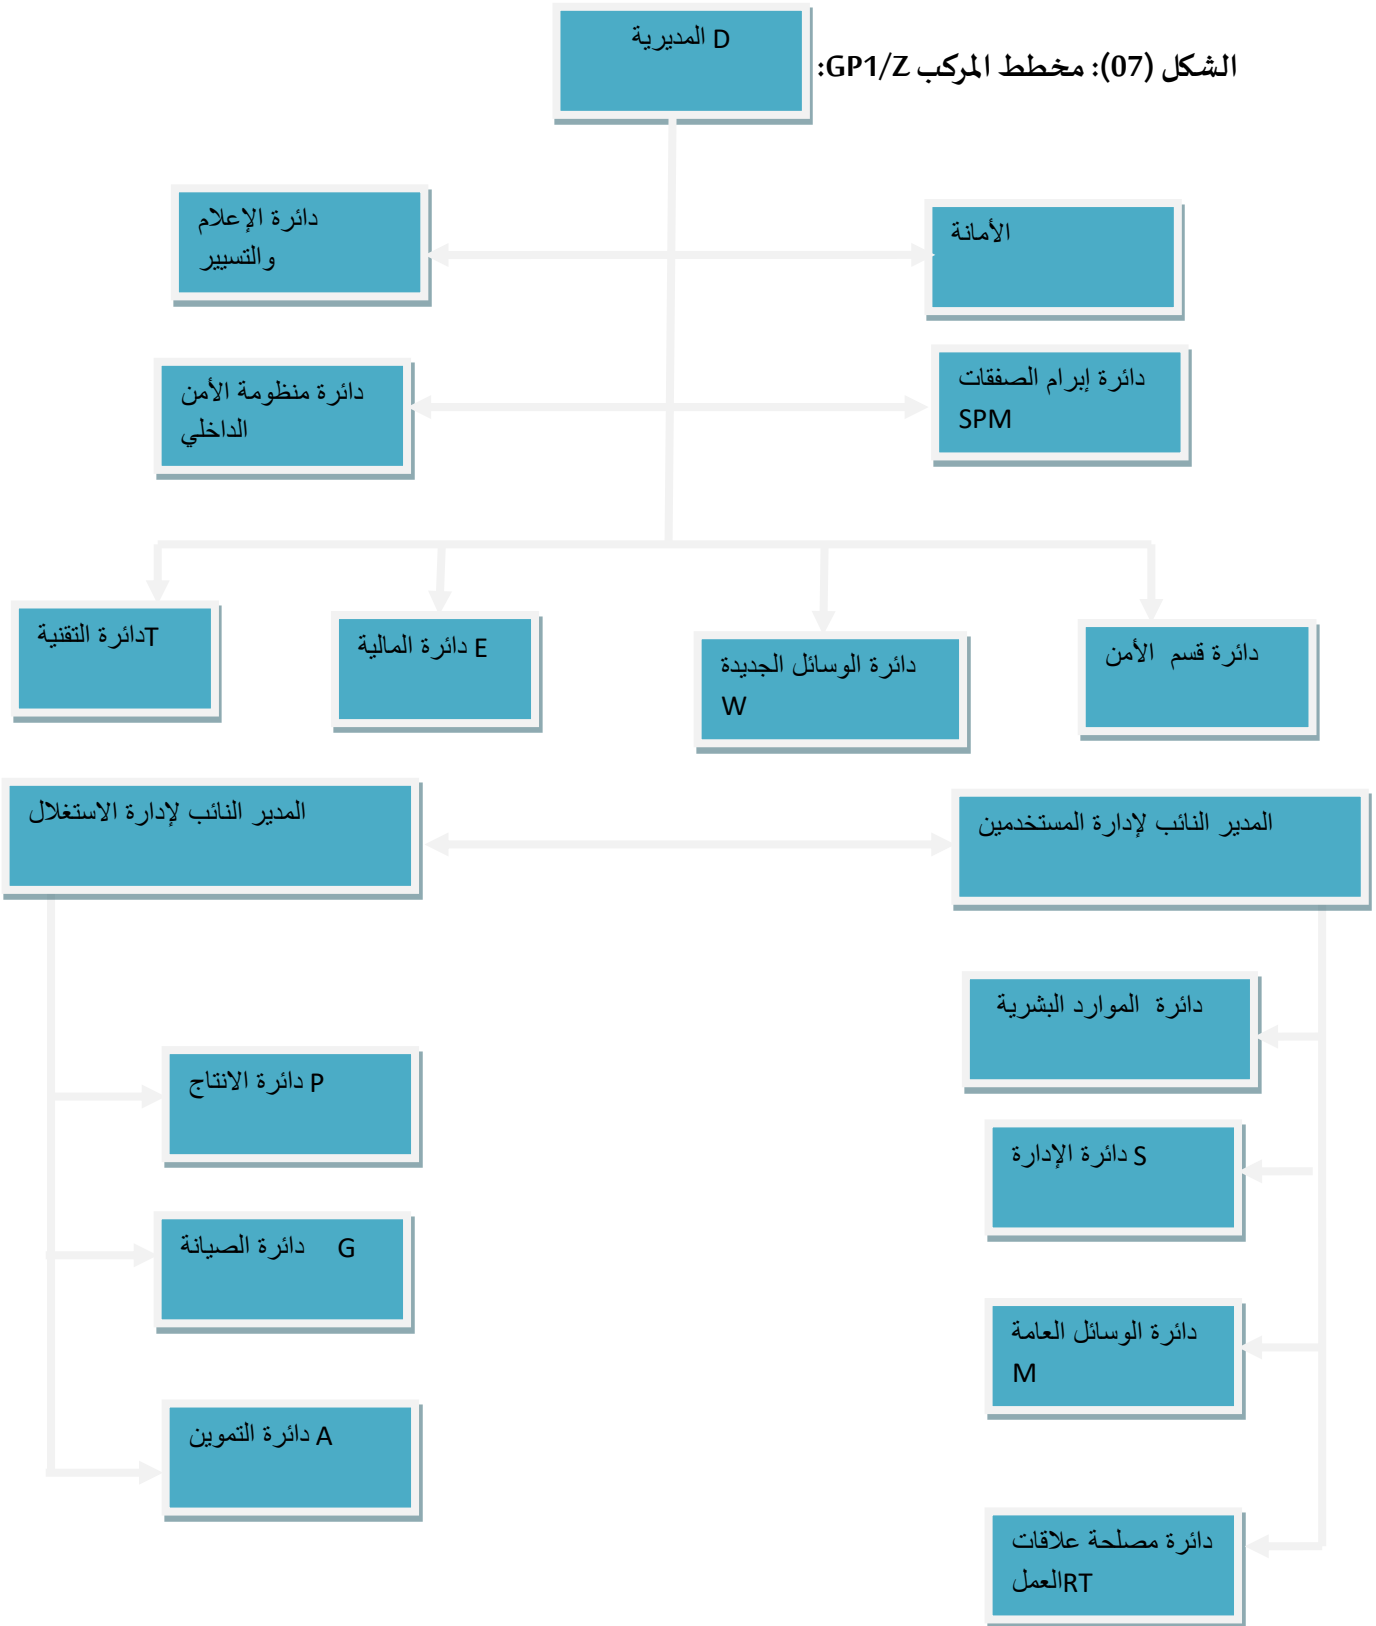 D المديرية
الشكل (07): مخطط المركب GP1/Z:
الأمانة
دائرة الإعلام
والتسيير
دائرة إبرام الصفقات
SPM
دائرة منظومة الأمن
الداخلي
دائرة قسم الأمن
دائرة الوسائل الجديدة
W
E دائرة المالية
Tدائرة التقنية
المدير النائب لإدارة المستخدمين
المدير النائب لإدارة الاستغلال
دائرة الموارد البشرية
S دائرة الإدارة
دائرة الوسائل العامة
M
دائرة مصلحة علاقات
RTالعمل
P دائرة الانتاج
G دائرة الصيانة
A دائرة التموين